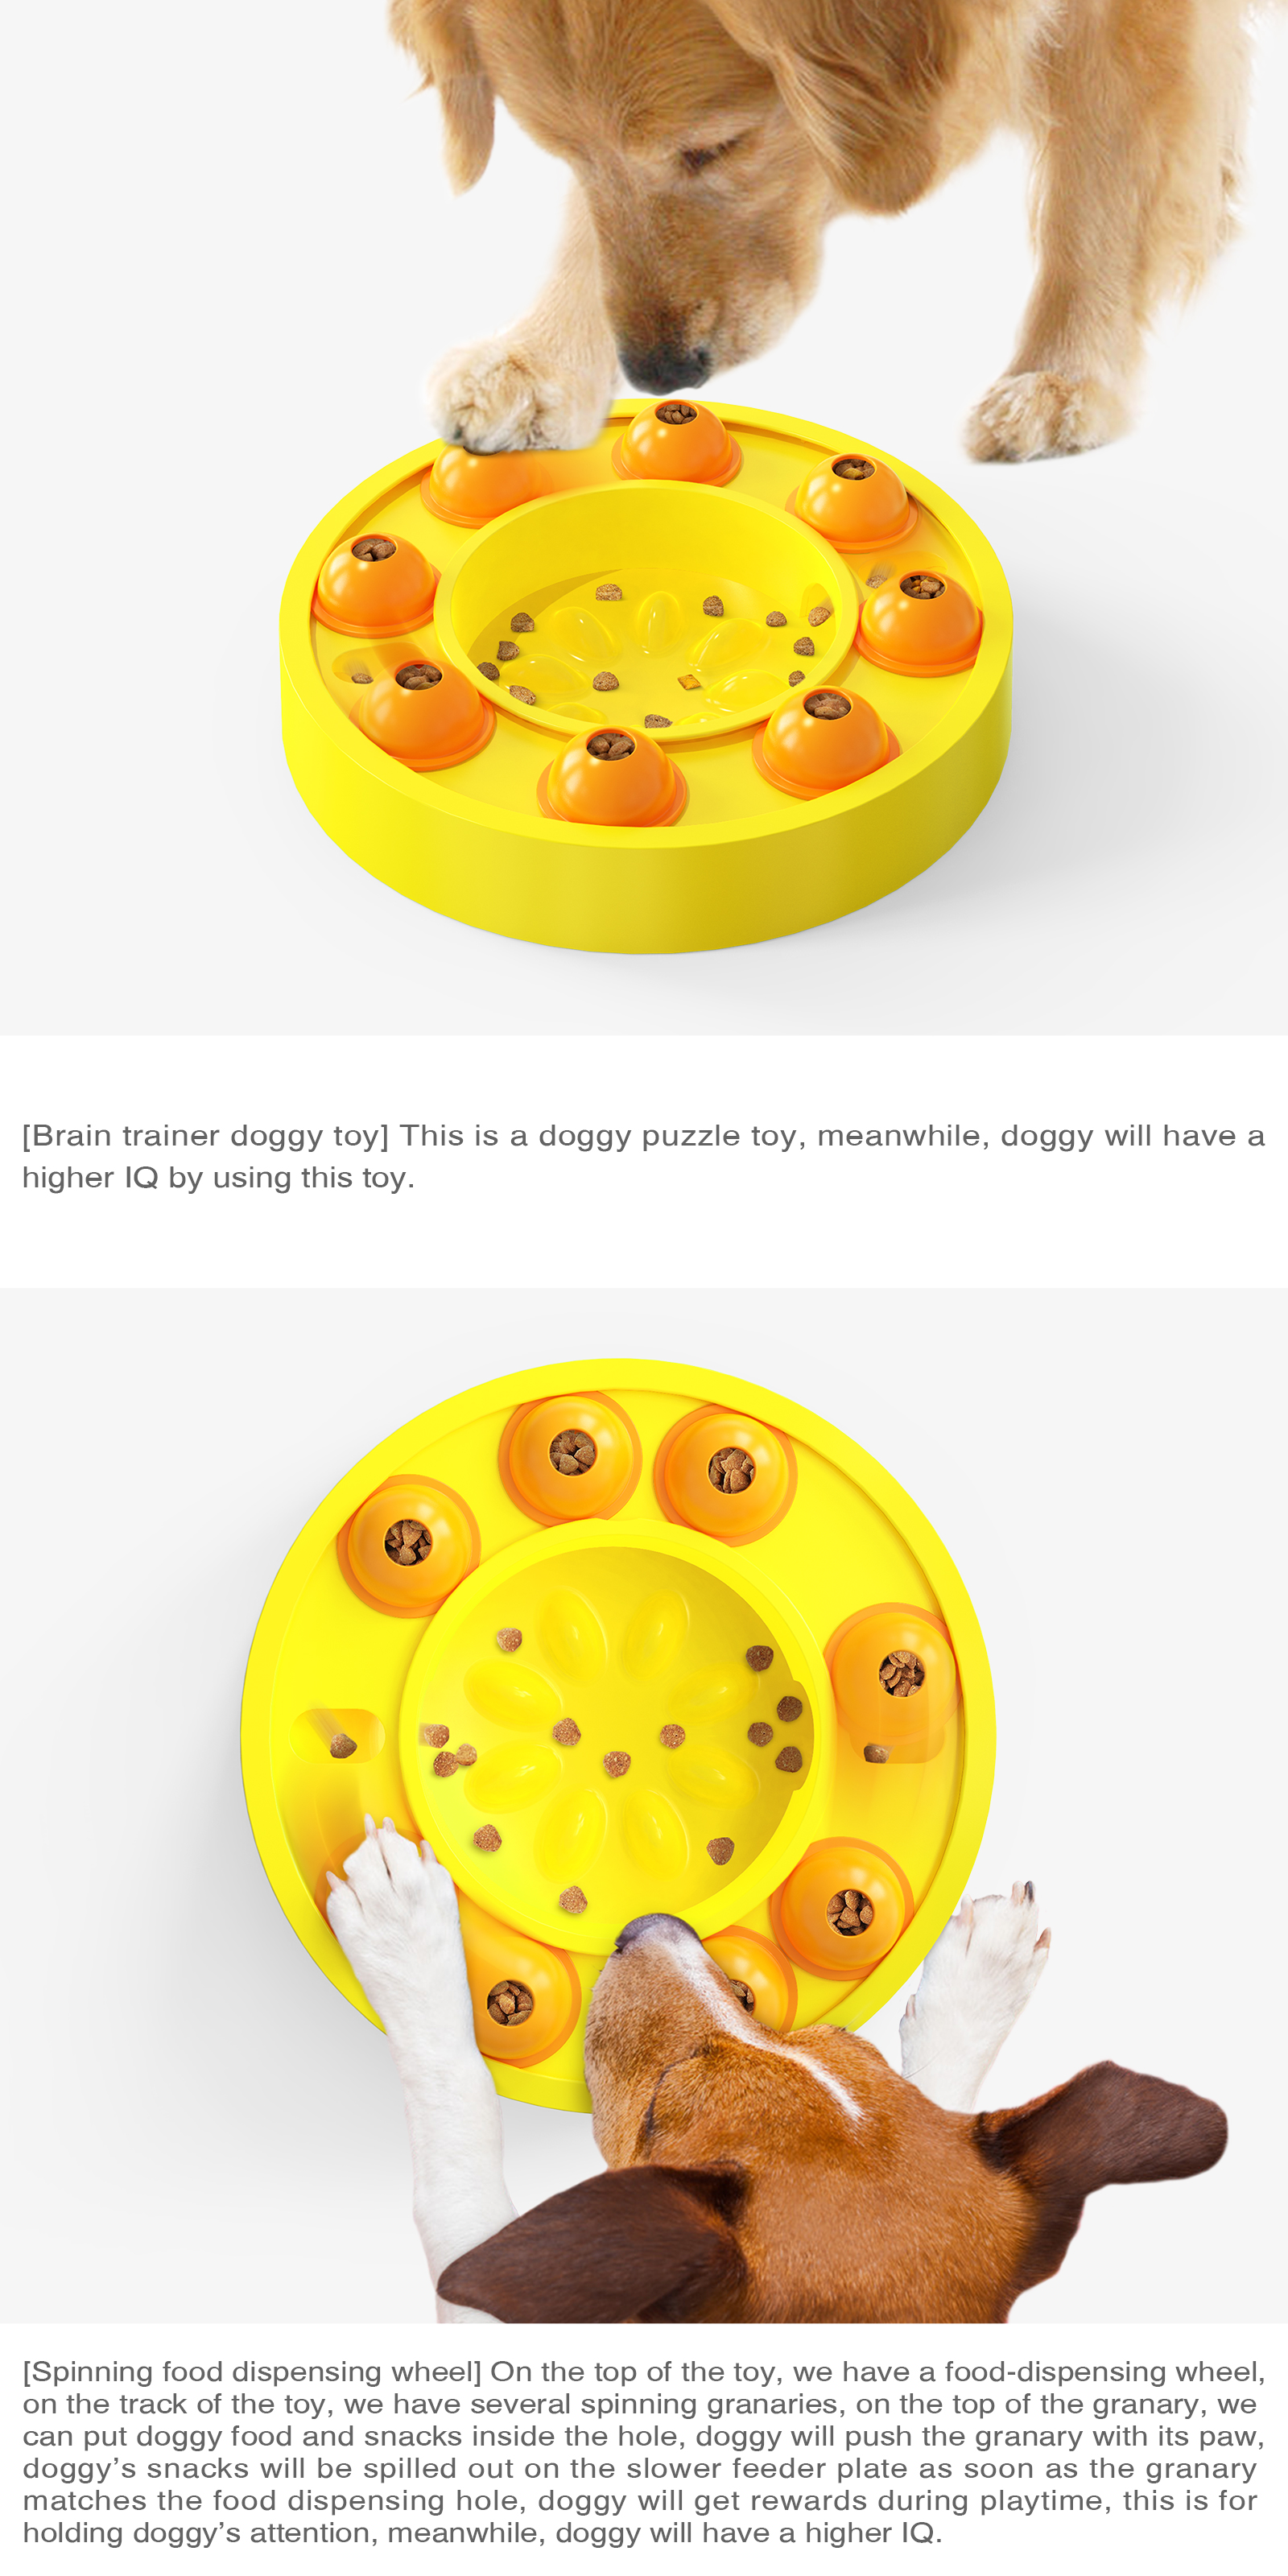 [Brain trainer doggy toy] This is a doggy puzzle toy, meanwhile, doggy will have a
higher IQ by using this toy.
[Spinning food dispensing wheel] On the top of the toy, we have a food-dispensing wheel,
on the track of the toy, we have several spinning granaries, on the top of the granary, we
can put doggy food and snacks inside the hole, doggy will push the granary with its paw,
doggy’s snacks will be spilled out on the slower feeder plate as soon as the granary
matches the food dispensing hole, doggy will get rewards during playtime, this is for
holding doggy’s attention, meanwhile, doggy will have a higher IQ.